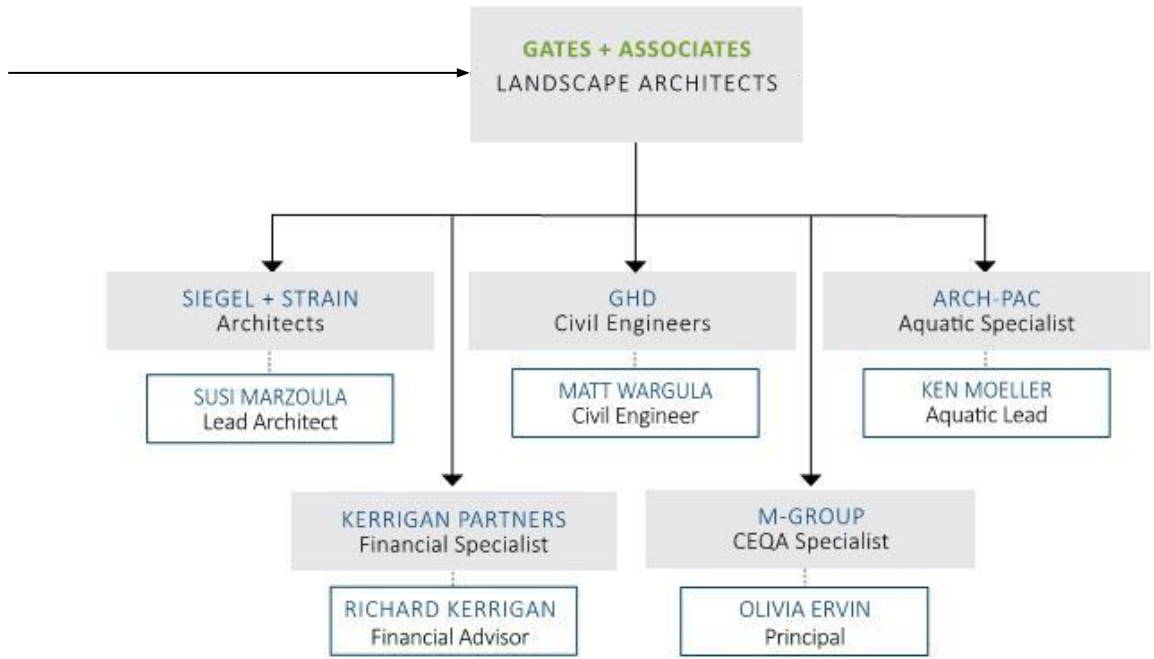 GATES + ASSOCIATES
LANDSCAPE ARCHITECTS
SIEGEL + STRAIN
Architects
GHD
Civil Engineers
ARCH-PAC
Aquatic Specialist
SUSI MARZOULA
Lead Architect
MATT WARGULA
Civil Engineer
KEN MOELLER
Aquatic Lead
KERRIGAN PARTNERS
Financial Specialist
M-GROUP
CEQA Specialist
RICHARD KERRIGAN
Financial Advisor
OLIVIA ERVIN
Principal